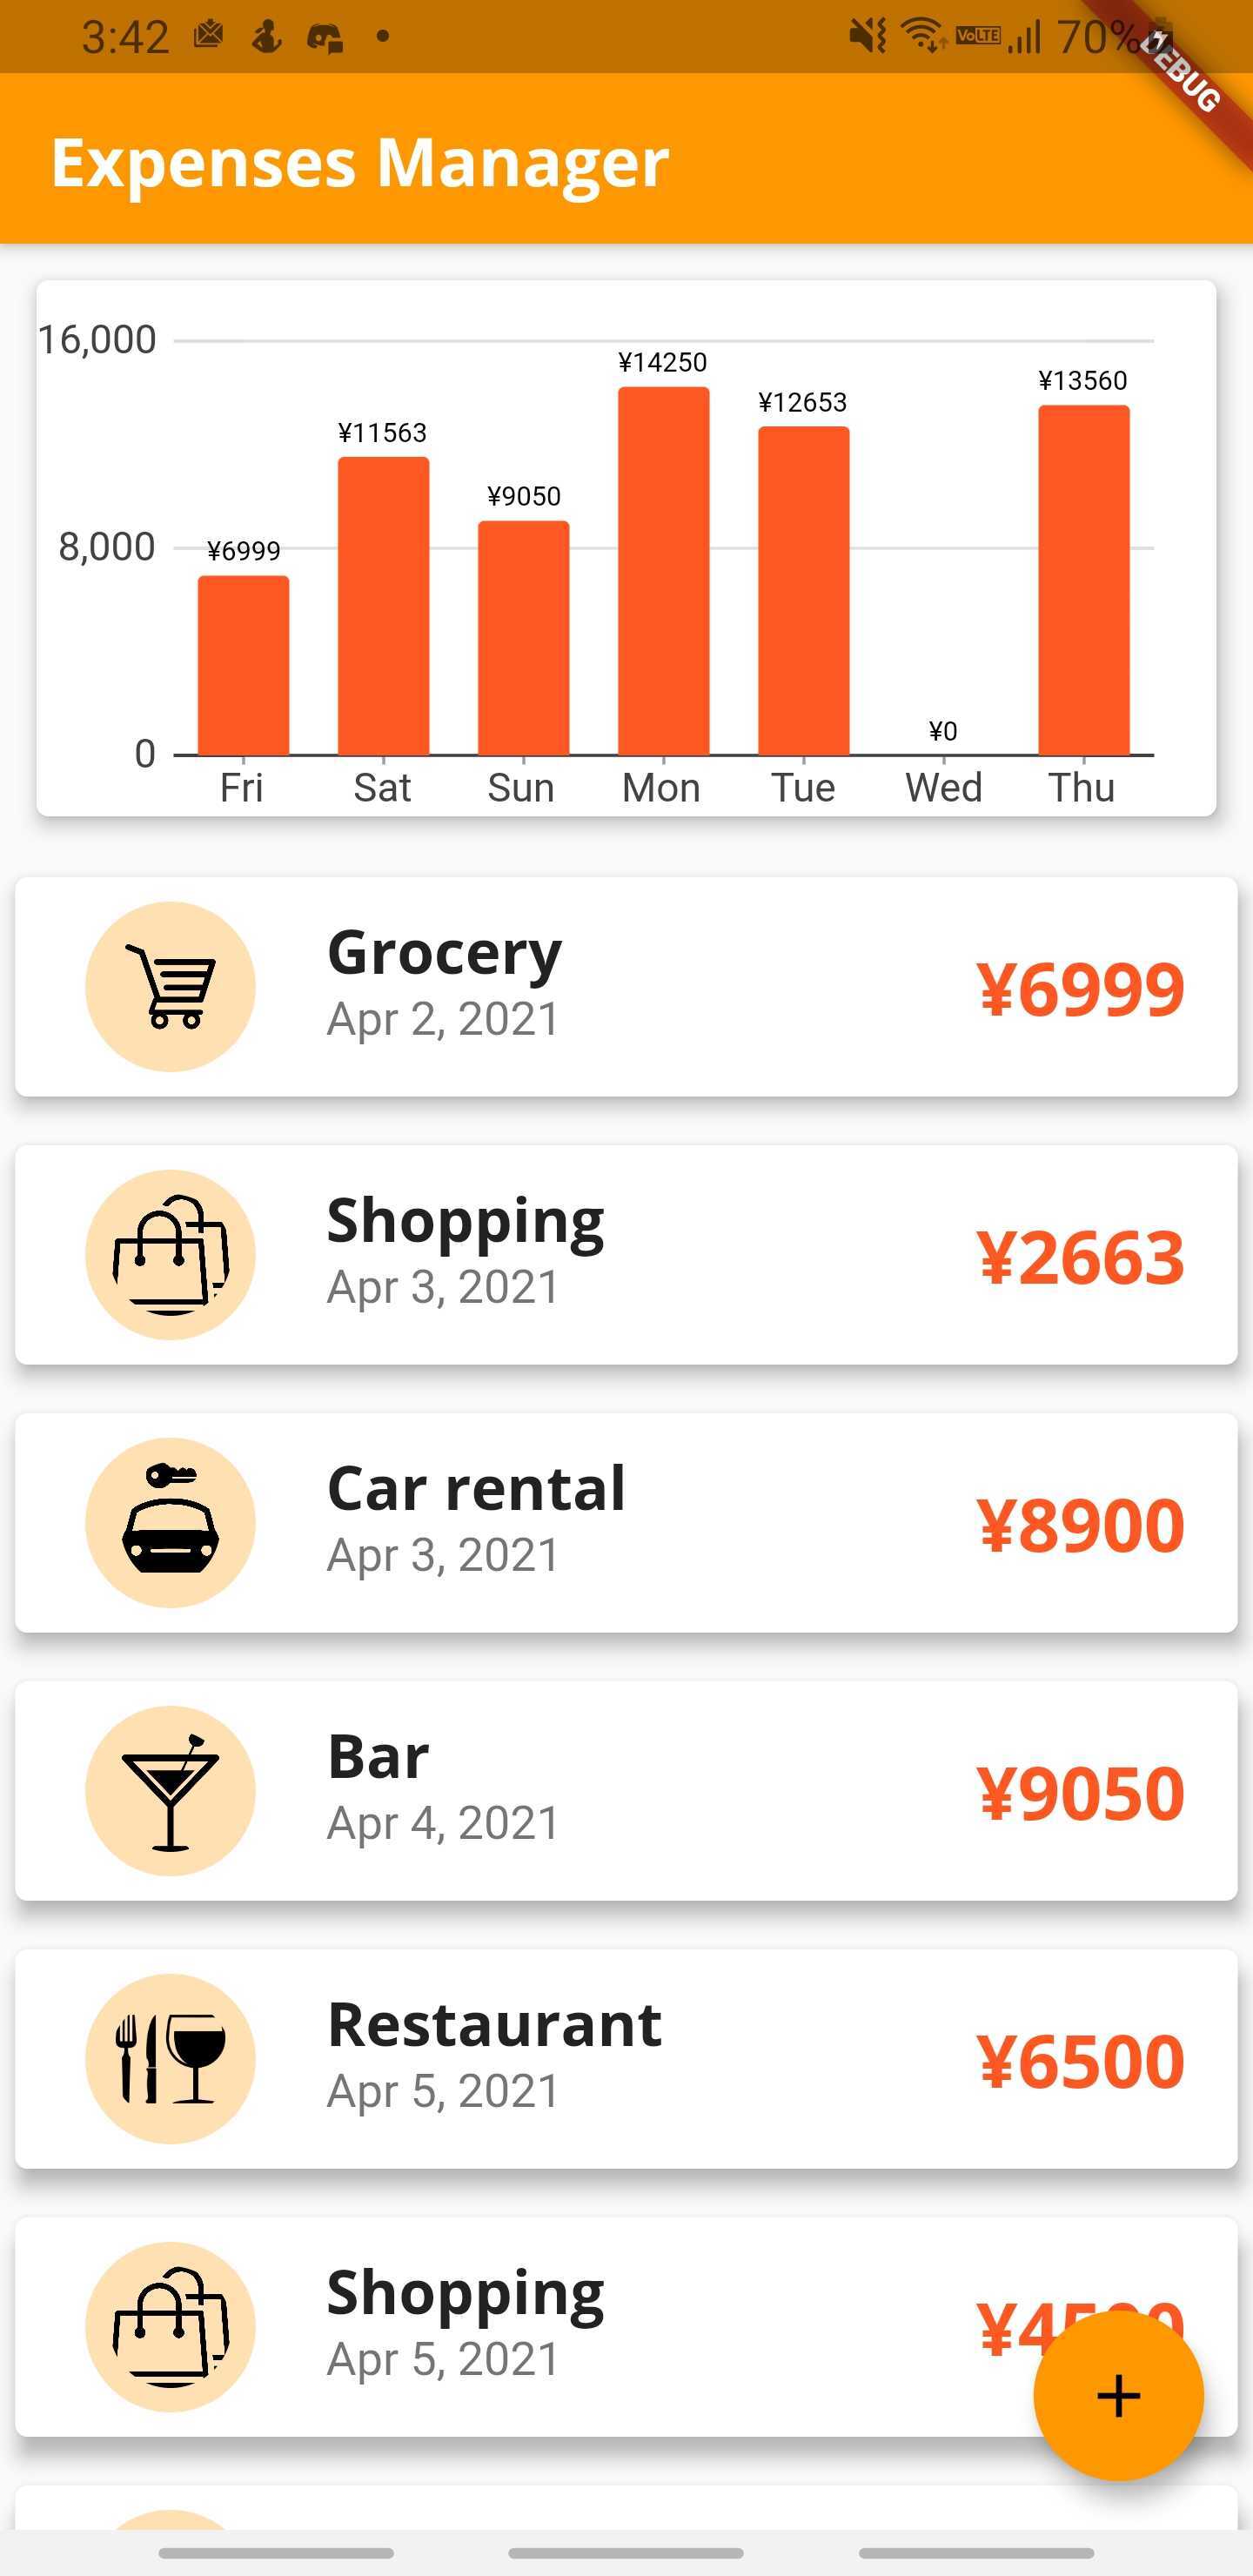 3:42 VoLTE 70%
DEBUG
Expenses Manager
16,000
8,000
0
¥6999
¥11563
¥9050
¥14250
¥12653
¥0
¥13560
Fri Sat Sun Mon Tue Wed Thu
Grocery
Apr 2, 2021
¥6999
Shopping
Apr 3, 2021
¥2663
Car rental
Apr 3, 2021
¥8900
Bar
Apr 4, 2021
¥9050
Restaurant
Apr 5, 2021
¥6500
Shopping
Apr 5, 2021
+